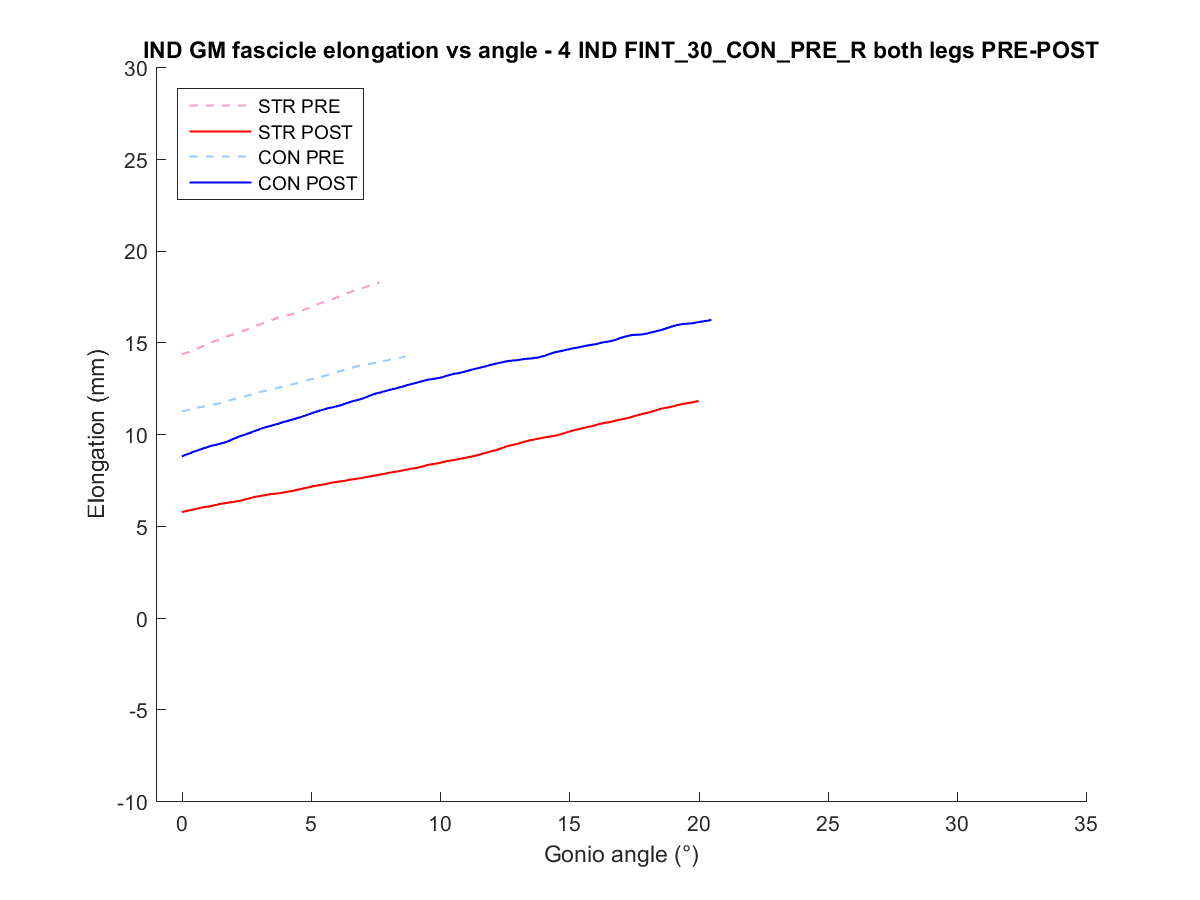 IND GM fascicle elongation vs angle - 4 IND FINT_30_CON_PRE_R both legs PRE-POST
30
25
20
15
10
5
0
-5
-10
Elongation (mm)
STR PRE
STR POST
CON PRE
CON POST
0 5 10 15 20 25 30 35
Gonio angle (°)